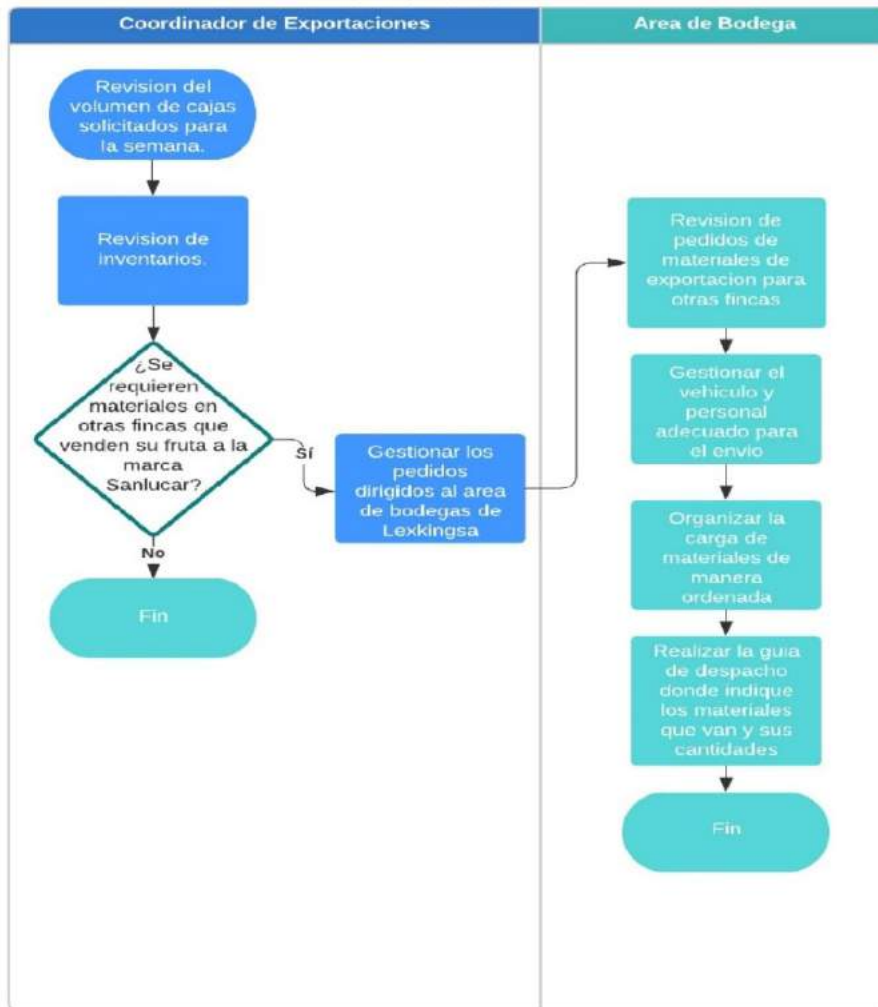 Coordinador de Exportaciones
Area de Bodega
Revision del
volumen de cajas
solicitados para
la semana.
Revision de
inventarios.
¿Se
requieren
materiales en
otras fincas que
venden su fruta a la
marca
Sanlucar?
Sí
No
Fin
Gestionar los
pedidos
dirigidos al area
de bodegas de
Lexkingsa
Revision de
pedidos de
materiales de
exportacion para
otras fincas
Gestionar el
vehiculo y
personal
adecuado para
el envio
Organizar la
carga de
materiales de
manera
ordenada
Realizar la guia
de despacho
donde indique
los materiales
que van y sus
cantidades
Fin